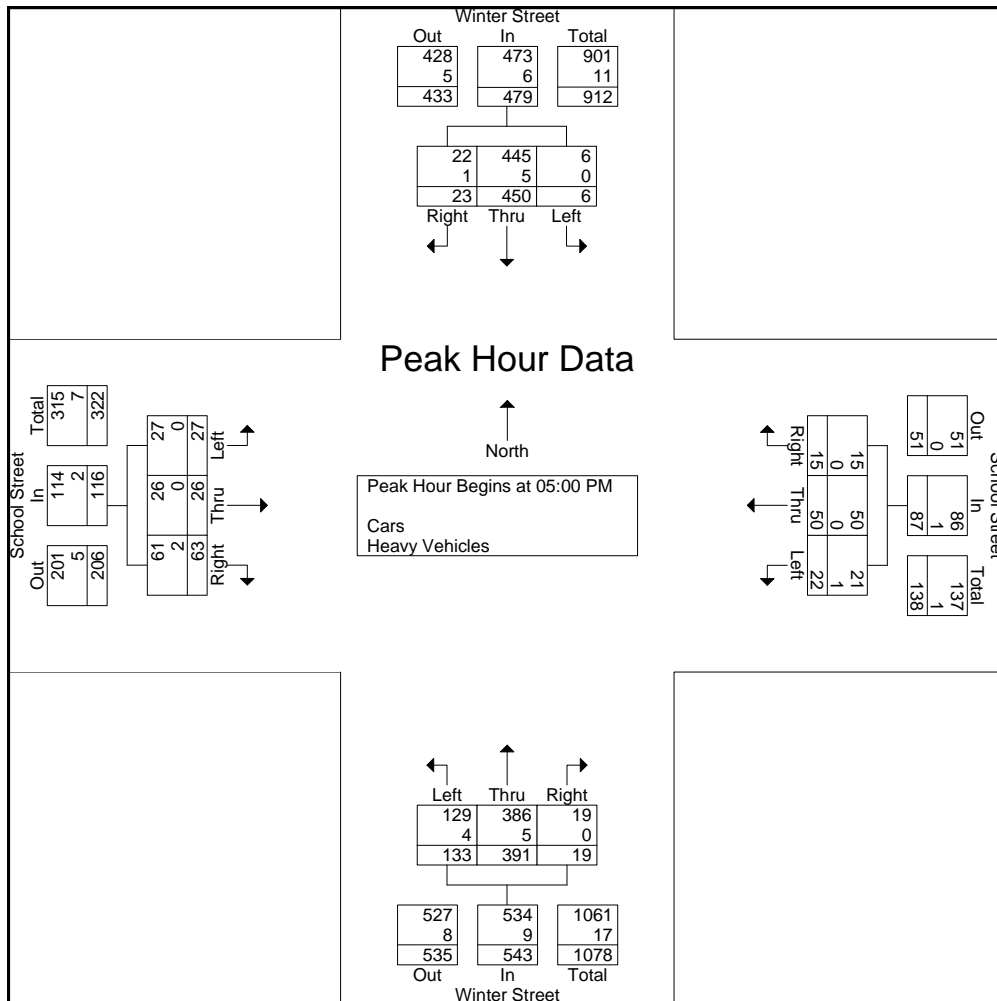 Winter Street
Out In Total
428 473 901
5 6 11
433 479 912
22 445 6
1 5 0
23 450 6
Right Thru Left
Peak Hour Data
North
Peak Hour Begins at 05:00 PM
Cars
Heavy Vehicles
School Street
Total
315
7
322
In
114
2
116
Out
201
5
206
27
0
27
Left
26
0
26
Thru
61
2
63
Right
Right
15
0
15
Thru
50
0
50
Left
21
1
22
School Street
Out
51
0
51
In
86
1
87
Total
137
1
138
Left Thru Right
129 386 19
4 5 0
133 391 19
527 534 1061
8 9 17
535 543 1078
Out In Total
Winter Street